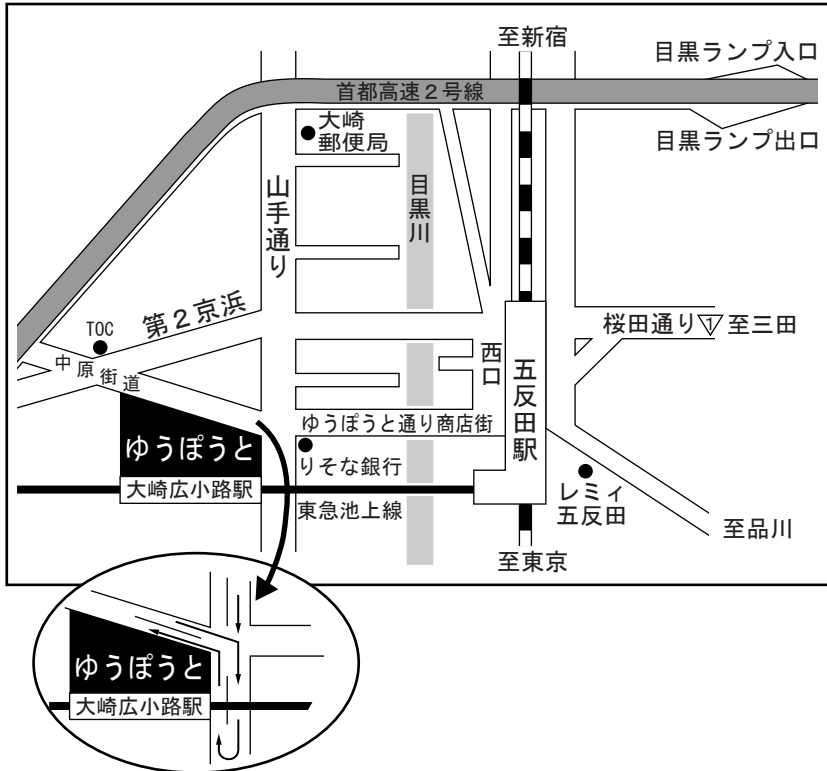 至新宿
目黒ランプ入口
首都高速2号線
大崎
郵便局
目黒ランプ出口
山手通り
目黒川
第2京浜
TOC
中原街道
桜田通り
1
至三田
西口
五反田駅
ゆうぽうと通り商店街
ゆうぽうと
りそな銀行
大崎広小路駅
東急池上線
レミィ
五反田
至品川
至東京
ゆうぽうと
大崎広小路駅